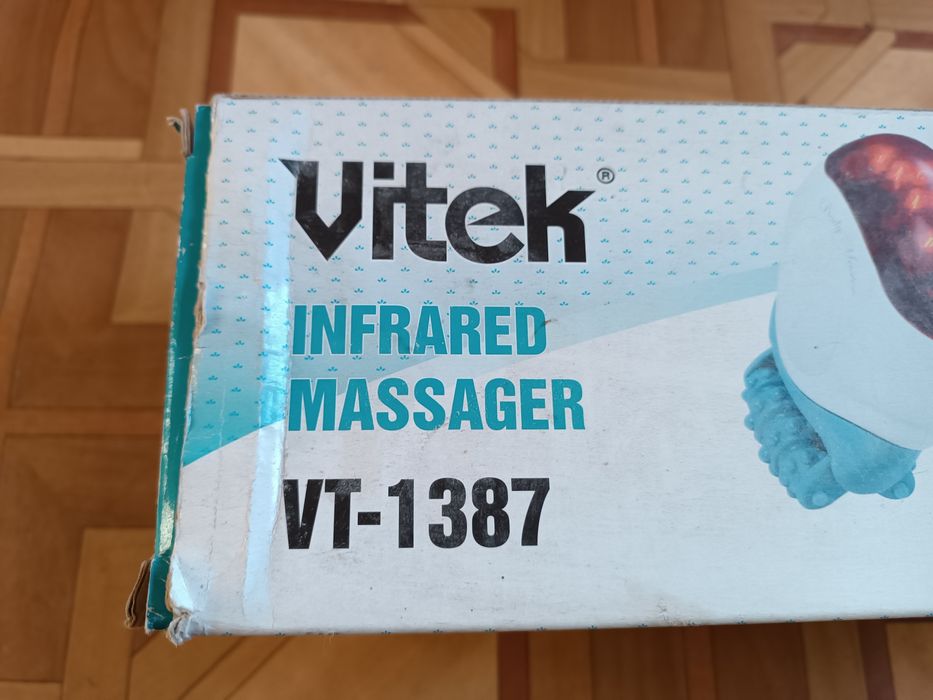 Vitek®
INFRARED
MASSAGER
VT-1387